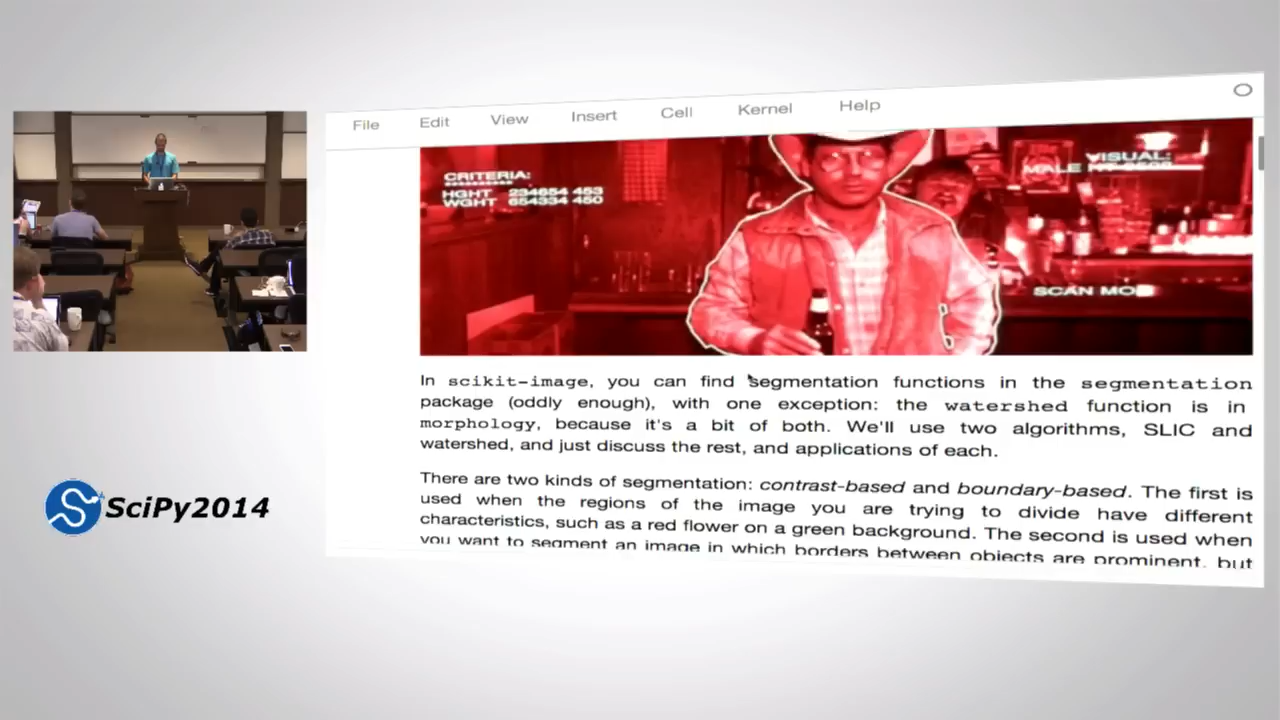 File Edit View Insert Cell Kernel Help
CRITERIA:
HGHT 234654 453
WGHT 654334 450
VISUAL:
MALE
SCAN MO
In scikit-image, you can find segmentation functions in the segmentation
package (oddly enough), with one exception: the watershed function is in
morphology, because it's a bit of both. We'll use two algorithms, SLIC and
watershed, and just discuss the rest, and applications of each.
There are two kinds of segmentation: contrast-based and boundary-based. The first is
used when the regions of the image you are trying to divide have different
characteristics, such as a red flower on a green background. The second is used when
you want to segment an image in which borders between objects are prominent, but
SciPy2014